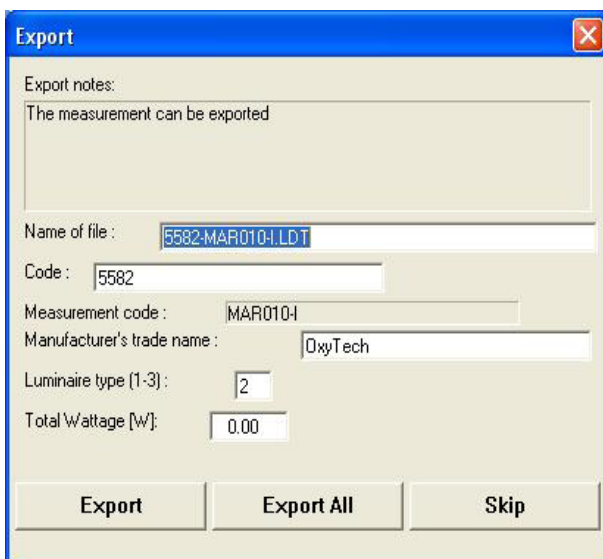 Export
Export notes:
The measurement can be exported
Name of file : 5582-MAR010-I.LDT
Code : 5582
Measurement code : MAR010-I
Manufacturer's trade name : OxyTech
Luminaire type (1-3) : 2
Total Wattage [W]: 0.00
Export Export All Skip